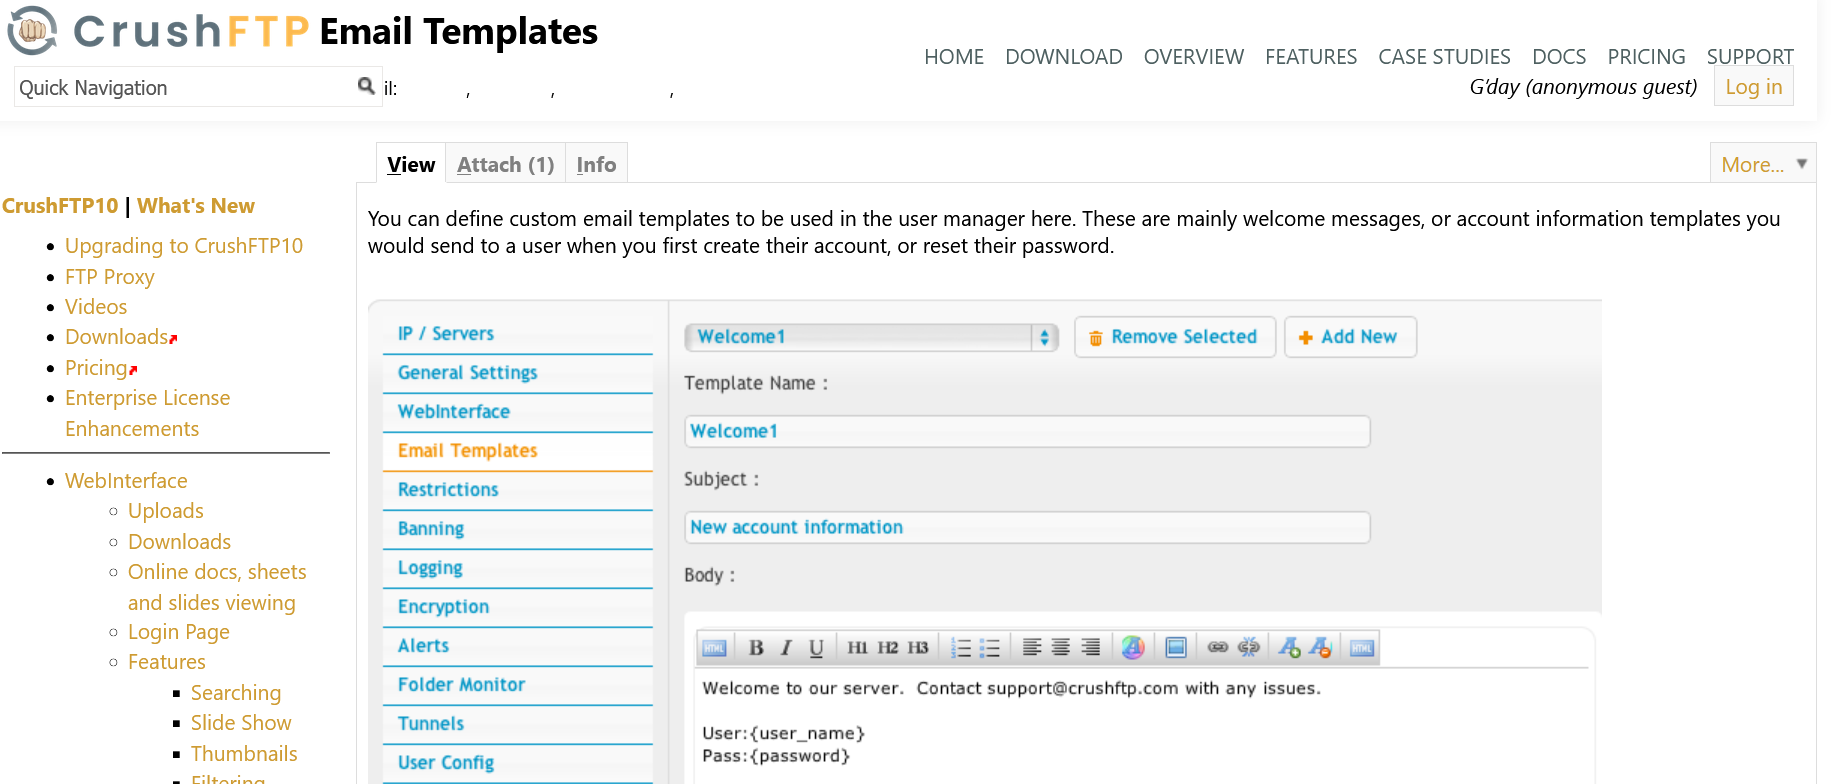 CrushFTP Email Templates
HOME DOWNLOAD OVERVIEW FEATURES CASE STUDIES DOCS PRICING SUPPORT
Quick Navigation
il: , , ,
G'day (anonymous guest) Log in
View Attach (1) Info
More...
CrushFTP10 | What's New
Upgrading to CrushFTP10
FTP Proxy
Videos
Downloads
Pricing
Enterprise License
Enhancements
WebInterface
Uploads
Downloads
Online docs, sheets
and slides viewing
Login Page
Features
Searching
Slide Show
Thumbnails
Filtering
You can define custom email templates to be used in the user manager here. These are mainly welcome messages, or account information templates you
would send to a user when you first create their account, or reset their password.
IP / Servers
General Settings
WebInterface
Email Templates
Restrictions
Banning
Logging
Encryption
Alerts
Folder Monitor
Tunnels
User Config
Welcome1 Remove Selected Add New
Template Name :
Welcome1
Subject :
New account information
Body :
HTML B I U H1 H2 H3 HTML
Welcome to our server. Contact support@crushftp.com with any issues.
User:{user_name}
Pass:{password}